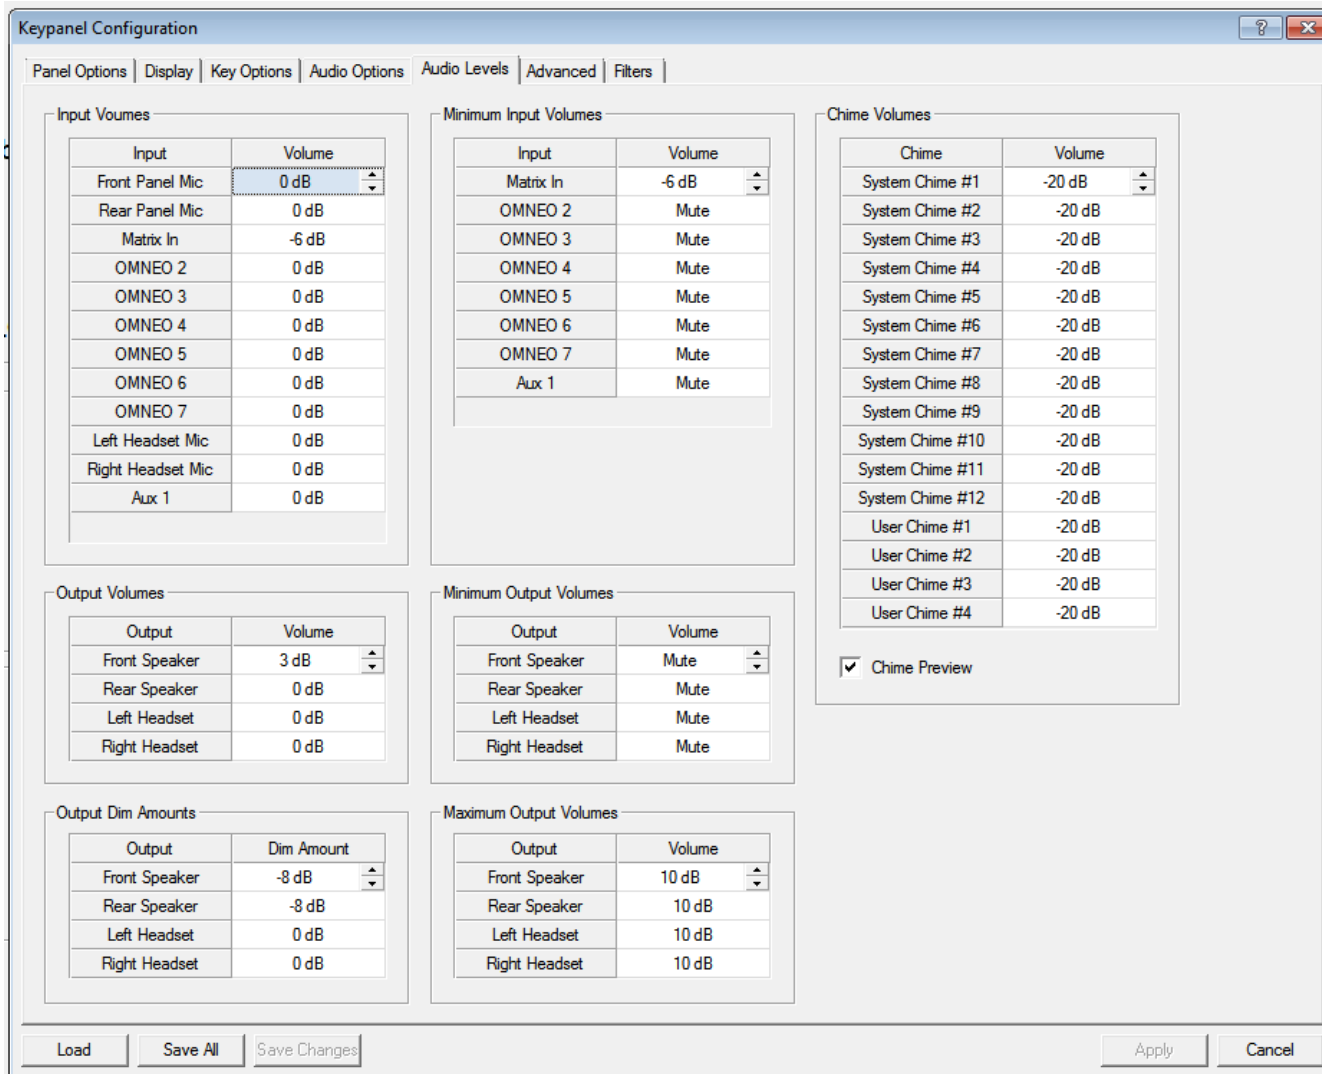 Keypanel Configuration
Panel Options Display Key Options Audio Options Audio Levels Advanced Filters
Input Voumes
Input Volume
Front Panel Mic 0 dB
Rear Panel Mic 0 dB
Matrix In -6 dB
OMNEO 2 0 dB
OMNEO 3 0 dB
OMNEO 4 0 dB
OMNEO 5 0 dB
OMNEO 6 0 dB
OMNEO 7 0 dB
Left Headset Mic 0 dB
Right Headset Mic 0 dB
Aux 1 0 dB
Minimum Input Volumes
Input Volume
Matrix In -6 dB
OMNEO 2 Mute
OMNEO 3 Mute
OMNEO 4 Mute
OMNEO 5 Mute
OMNEO 6 Mute
OMNEO 7 Mute
Aux 1 Mute
Chime Volumes
Chime Volume
System Chime #1 -20 dB
System Chime #2 -20 dB
System Chime #3 -20 dB
System Chime #4 -20 dB
System Chime #5 -20 dB
System Chime #6 -20 dB
System Chime #7 -20 dB
System Chime #8 -20 dB
System Chime #9 -20 dB
System Chime #10 -20 dB
System Chime #11 -20 dB
System Chime #12 -20 dB
User Chime #1 -20 dB
User Chime #2 -20 dB
User Chime #3 -20 dB
User Chime #4 -20 dB
Chime Preview
Output Volumes
Output Volume
Front Speaker 3 dB
Rear Speaker 0 dB
Left Headset 0 dB
Right Headset 0 dB
Minimum Output Volumes
Output Volume
Front Speaker Mute
Rear Speaker Mute
Left Headset Mute
Right Headset Mute
Output Dim Amounts
Output Dim Amount
Front Speaker -8 dB
Rear Speaker -8 dB
Left Headset 0 dB
Right Headset 0 dB
Maximum Output Volumes
Output Volume
Front Speaker 10 dB
Rear Speaker 10 dB
Left Headset 10 dB
Right Headset 10 dB
Load Save All Save Changes Apply Cancel